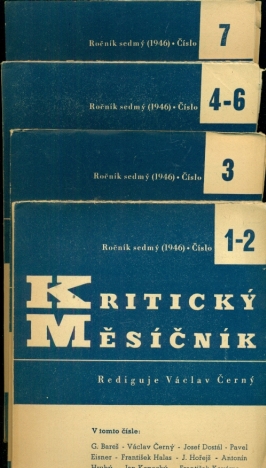 Ročník sedmý (1946) • Číslo 7
Ročník sedmý (1946) • Číslo 4-6
Ročník sedmý (1946) • Číslo 3
Ročník sedmý (1946) • Číslo 1-2
KRITICKÝ
MĚSÍČNÍK
Rediguje Václav Černý
V tomto čísle:
G. Bareš - Václav Černý - Josef Dostál - Pavel
Eisner - František Halas - J. Hořejš - Antonín